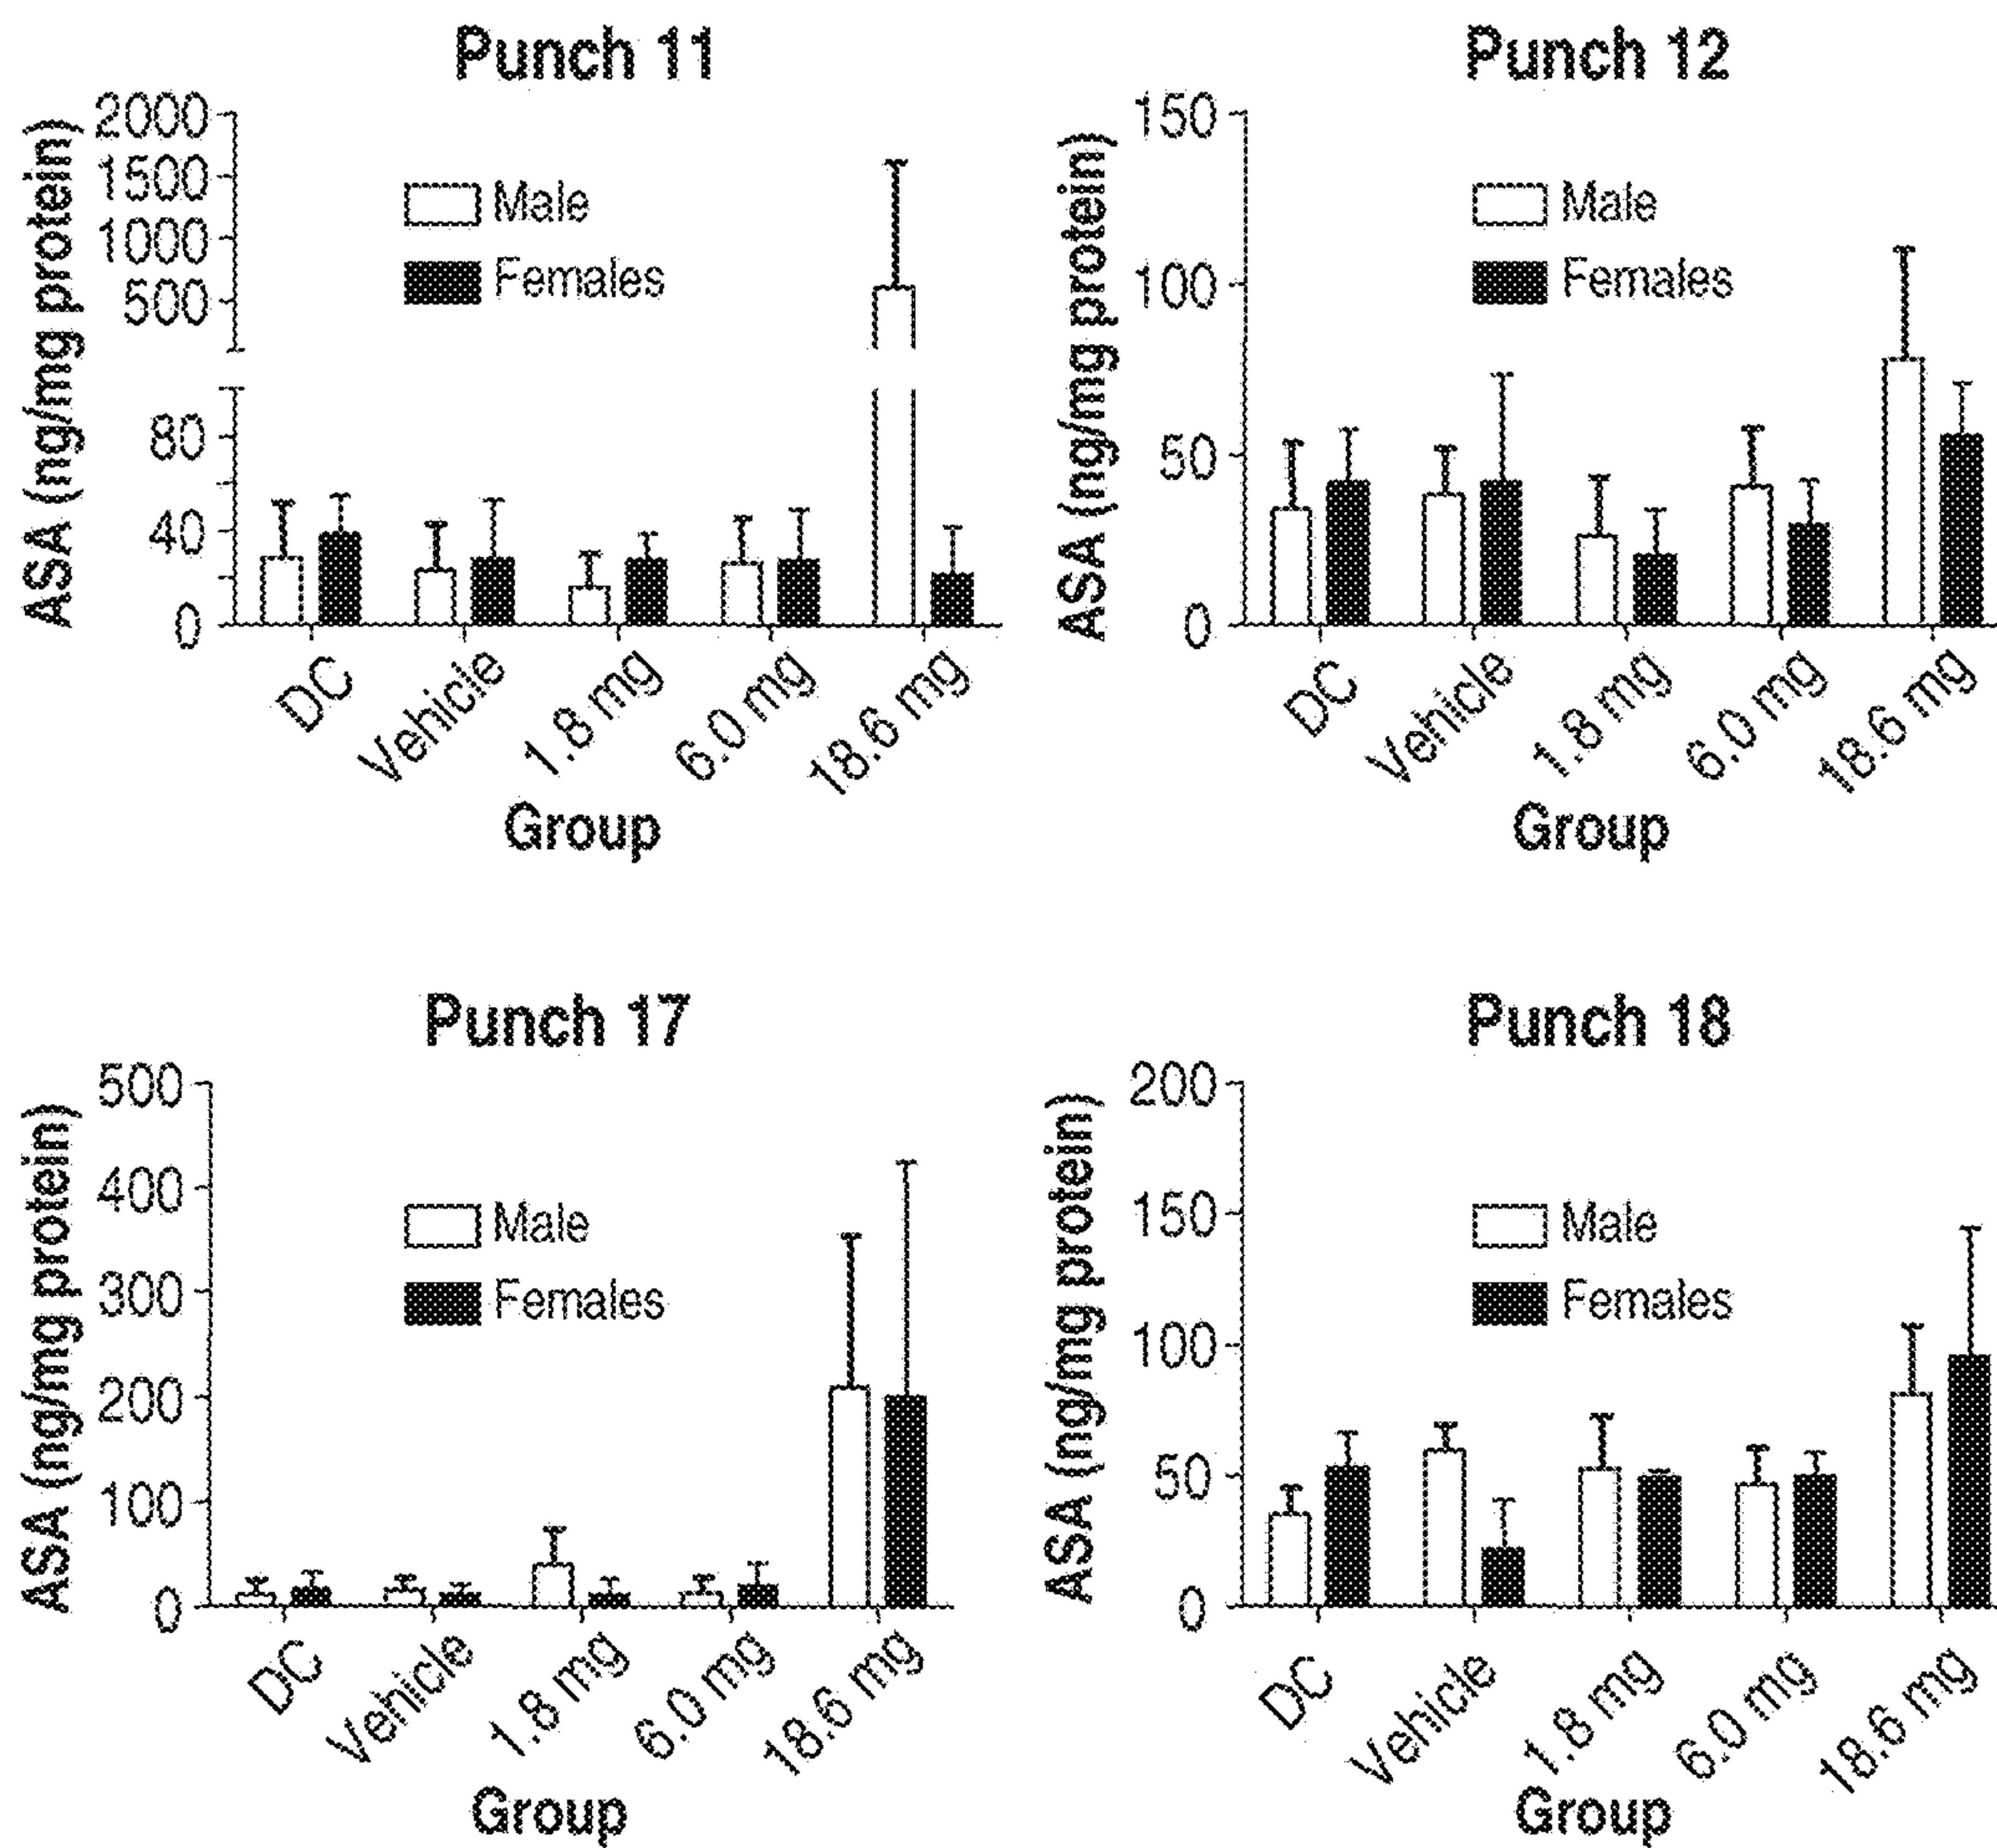 Punch 11
ASA (ng/mg protein)
2000
1500
1000
500
80
40
0
Male
Females
DC
Vehicle
1.8 mg
6.0 mg
18.6 mg
Group
Punch 12
ASA (ng/mg protein)
150
100
50
0
Male
Females
DC
Vehicle
1.8 mg
6.0 mg
18.6 mg
Group
Punch 17
ASA (ng/mg protein)
500
400
300
200
100
0
Male
Females
DC
Vehicle
1.8 mg
6.0 mg
18.6 mg
Group
Punch 18
ASA (ng/mg protein)
200
150
100
50
0
Male
Females
DC
Vehicle
1.8 mg
6.0 mg
18.6 mg
Group